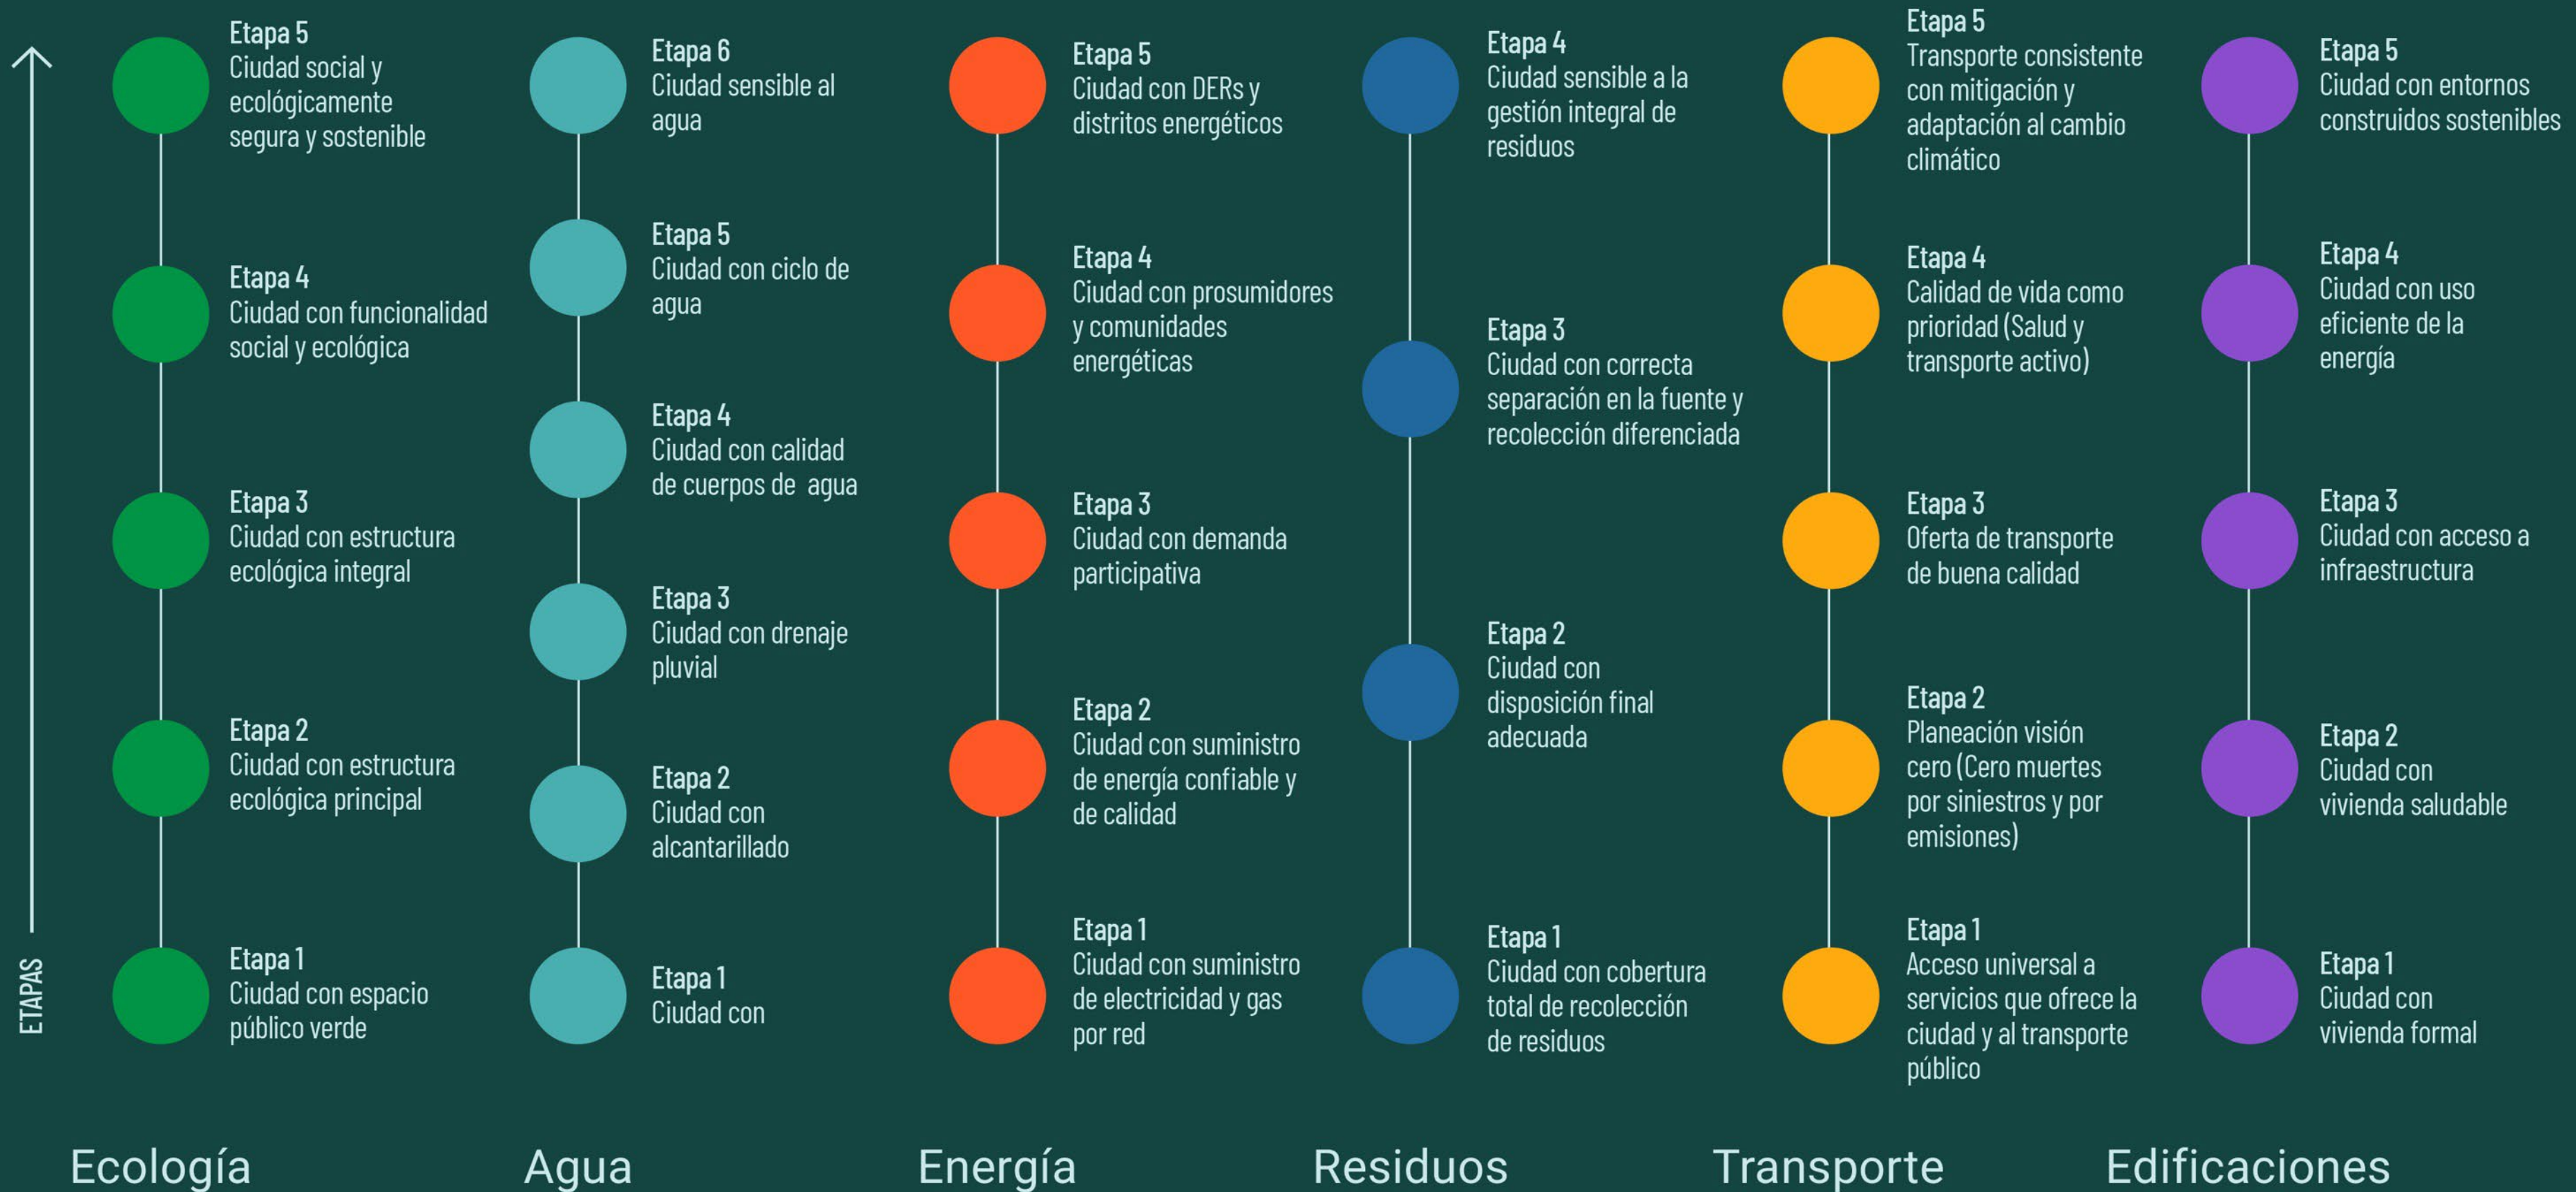 ETAPAS
Etapa 5
Ciudad social y
ecológicamente
segura y sostenible
Etapa 4
Ciudad con funcionalidad
social y ecológica
Etapa 3
Ciudad con estructura
ecológica integral
Etapa 2
Ciudad con estructura
ecológica principal
Etapa 1
Ciudad con espacio
público verde
Ecología
Etapa 6
Ciudad sensible al
agua
Etapa 5
Ciudad con ciclo de
agua
Etapa 4
Ciudad con calidad
de cuerpos de agua
Etapa 3
Ciudad con drenaje
pluvial
Etapa 2
Ciudad con
alcantarillado
Etapa 1
Ciudad con
Agua
Etapa 5
Ciudad con DERs y
distritos energéticos
Etapa 4
Ciudad con prosumidores
y comunidades
energéticas
Etapa 3
Ciudad con demanda
participativa
Etapa 2
Ciudad con suministro
de energía confiable y
de calidad
Etapa 1
Ciudad con suministro
de electricidad y gas
por red
Energía
Etapa 4
Ciudad sensible a la
gestión integral de
residuos
Etapa 3
Ciudad con correcta
separación en la fuente y
recolección diferenciada
Etapa 2
Ciudad con
disposición final
adecuada
Etapa 1
Ciudad con cobertura
total de recolección
de residuos
Residuos
Etapa 5
Transporte consistente
con mitigación y
adaptación al cambio
climático
Etapa 4
Calidad de vida como
prioridad (Salud y
transporte activo)
Etapa 3
Oferta de transporte
de buena calidad
Etapa 2
Planeación visión
cero (Cero muertes
por siniestros y por
emisiones)
Etapa 1
Acceso universal a
servicios que ofrece la
ciudad y al transporte
público
Transporte
Etapa 5
Ciudad con entornos
construidos sostenibles
Etapa 4
Ciudad con uso
eficiente de la
energía
Etapa 3
Ciudad con acceso a
infraestructura
Etapa 2
Ciudad con
vivienda saludable
Etapa 1
Ciudad con
vivienda formal
Edificaciones